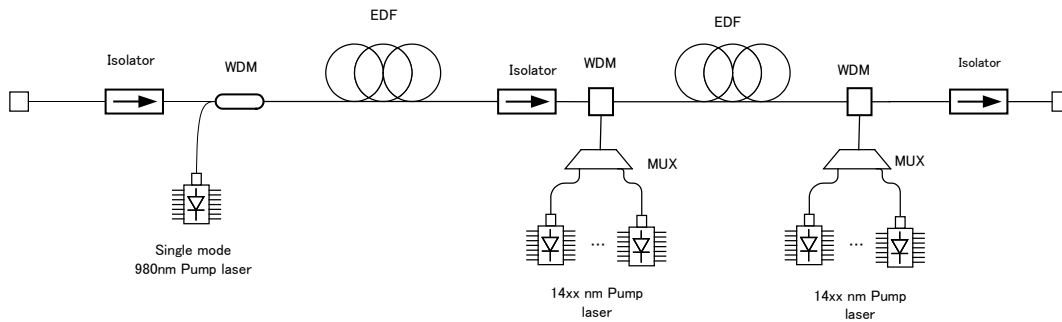 EDF
EDF
Isolator
WDM
Isolator
WDM
WDM
Isolator
MUX
MUX
Single mode
980nm Pump laser
...
...
14xx nm Pump
laser
14xx nm Pump
laser